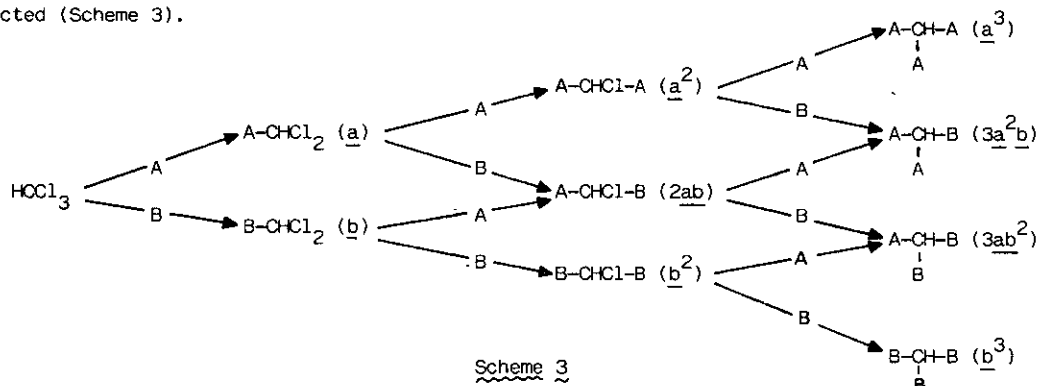 cted (Scheme 3).
A-CH-A (a³)
A
A
A-CHCl-A (a²)
A
B
A-CHCl₂ (a)
A-CH-B (3a²b)
A
A
B
A
HCCl₃
A-CHCl-B (2ab)
B
B
B-CHCl₂ (b)
A
A-CH-B (3ab²)
B
B
A
B-CHCl-B (b²)
B
B-CH-B (b³)
B
Scheme 3